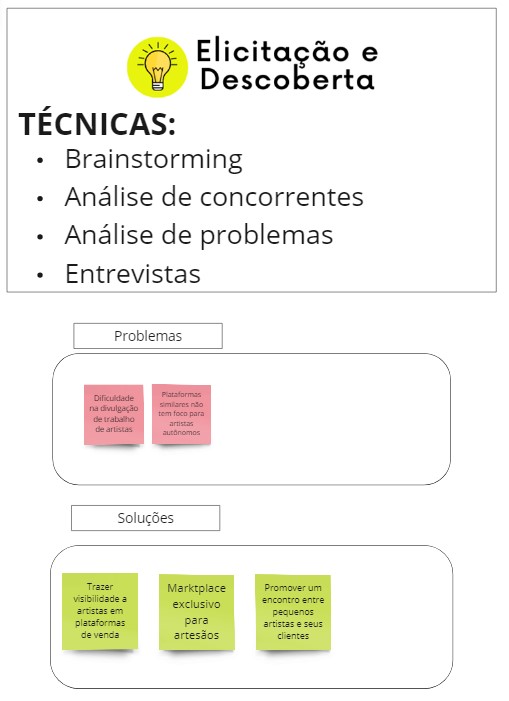 Elicitação e
Descoberta
TÉCNICAS:
• Brainstorming
• Análise de concorrentes
• Análise de problemas
• Entrevistas
Problemas
Dificuldade
na divulgação
de trabalho
de artistas
Plataformas
similares não
tem foco para
artistas
autônomos
Soluções
Trazer
visibilidade a
artistas em
plataformas
de venda
Marktplace
exclusivo
para
artesãos
Promover um
encontro entre
pequenos
artistas e seus
clientes